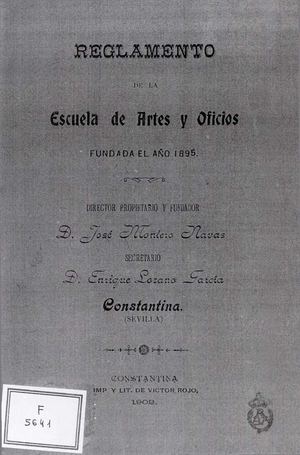 REGLAMENTO
DE LA
Escuela de Artes y Oficios
FUNDADA EL AÑO 1895.
DIRECTOR PROPIETARIO Y FUNDADOR
D. José Montero Navas
SECRETARIO
D. Enrique Lozano García
Constantina.
(SEVILLA)
CONSTANTINA
IMP Y LIT. DE VICTOR ROJO,
1902.
F
5641